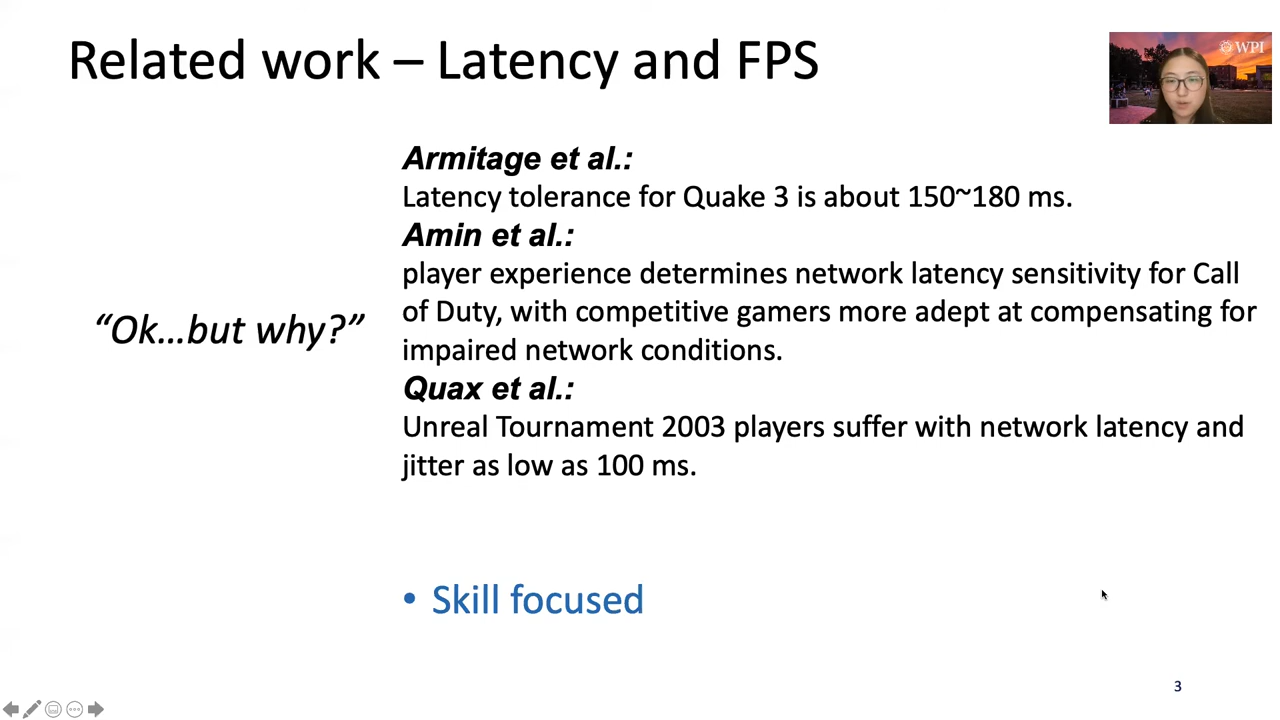 Related work – Latency and FPS
WPI
Armitage et al.:
Latency tolerance for Quake 3 is about 150~180 ms.
Amin et al.:
player experience determines network latency sensitivity for Call
of Duty, with competitive gamers more adept at compensating for
impaired network conditions.
“Ok…but why?”
Quax et al.:
Unreal Tournament 2003 players suffer with network latency and
jitter as low as 100 ms.
• Skill focused
3